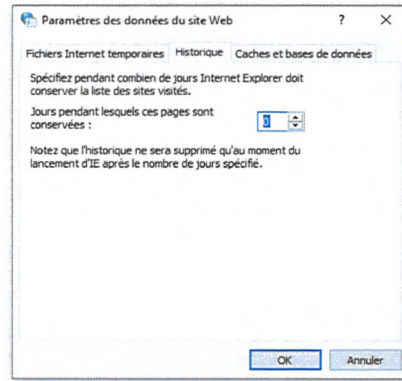 Paramètres des données du site Web ? ×
Fichiers Internet temporaires Historique Caches et bases de données
Spécifiez pendant combien de jours Internet Explorer doit
conserver la liste des sites visités.
Jours pendant lesquels ces pages sont
conservées :
0
Notez que l'historique ne sera supprimé qu'au moment du
lancement d'IE après le nombre de jours spécifié.
OK Annuler